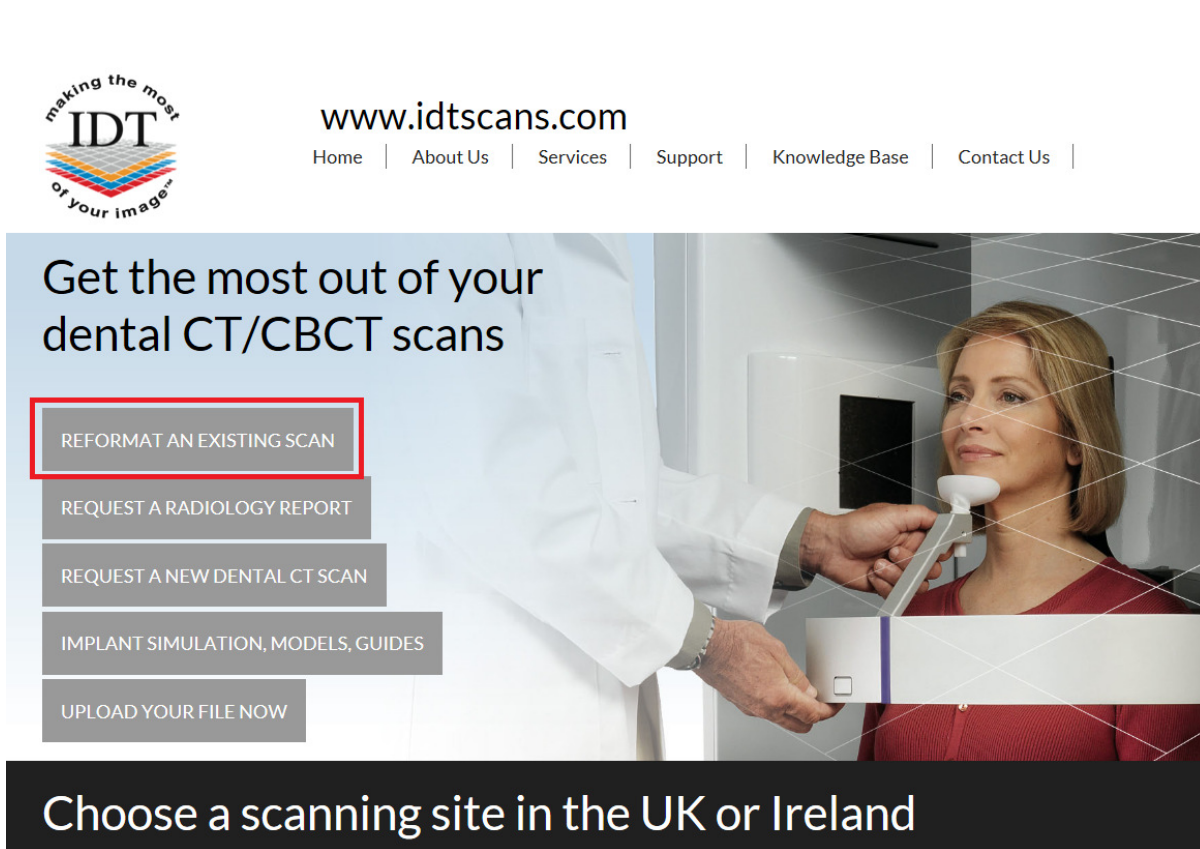 making the most
IDT
of your image™
www.idtscans.com
Home
About Us
Services
Support
Knowledge Base
Contact Us
Get the most out of your
dental CT/CBCT scans
REFORMAT AN EXISTING SCAN
REQUEST A RADIOLOGY REPORT
REQUEST A NEW DENTAL CT SCAN
IMPLANT SIMULATION, MODELS, GUIDES
UPLOAD YOUR FILE NOW
Choose a scanning site in the UK or Ireland